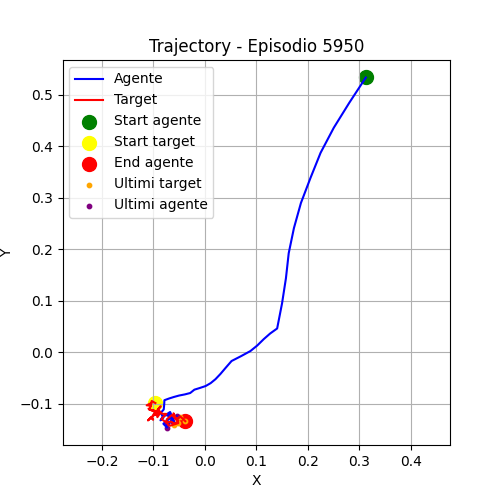 Trajectory - Episodio 5950
Agente
Target
Start agente
Start target
End agente
Ultimi target
Ultimi agente
Y
0.5
0.4
0.3
0.2
0.1
0.0
−0.1
−0.2 −0.1 0.0 0.1 0.2 0.3 0.4
X